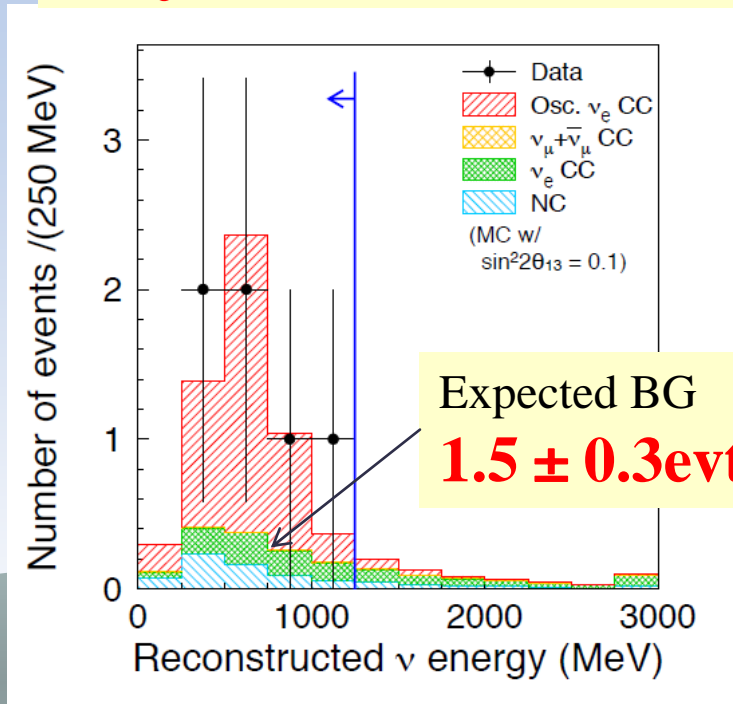 Data
Osc. νe CC
νμ+ν̄μ CC
νe CC
NC
(MC w/
sin²2θ₁₃ = 0.1)
Number of events /(250 MeV)
3
2
1
0
Expected BG
1.5 ± 0.3evt
0 1000 2000 3000
Reconstructed ν energy (MeV)